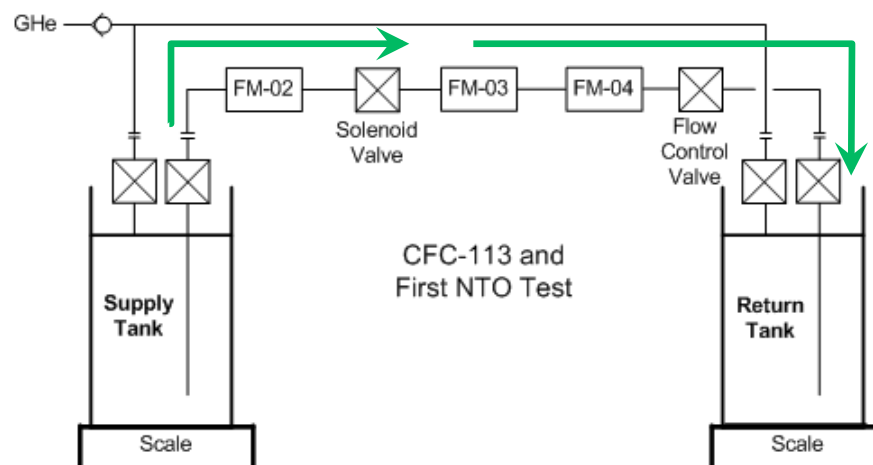 GHe
FM-02
FM-03
FM-04
Solenoid
Valve
Flow
Control
Valve
CFC-113 and
First NTO Test
Supply
Tank
Return
Tank
Scale
Scale